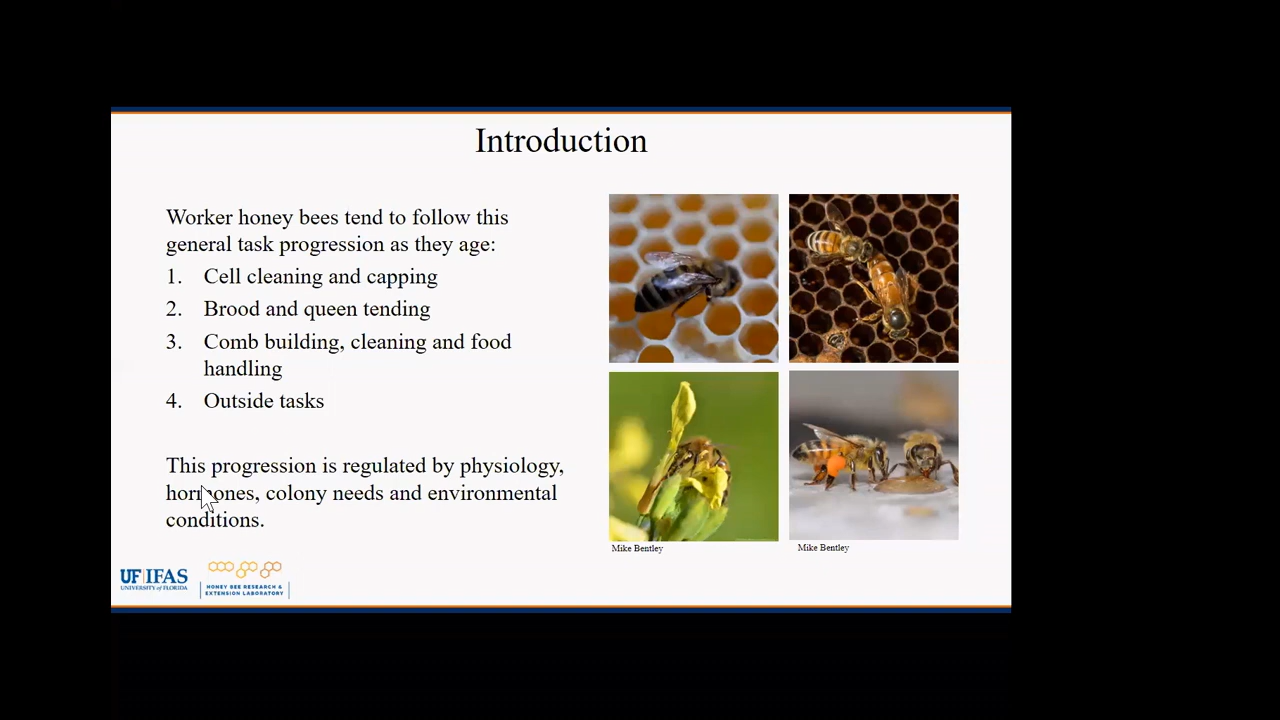 Introduction
Worker honey bees tend to follow this
general task progression as they age:
1. Cell cleaning and capping
2. Brood and queen tending
3. Comb building, cleaning and food
handling
4. Outside tasks
This progression is regulated by physiology,
hormones, colony needs and environmental
conditions.
Mike Bentley
Mike Bentley
UF|IFAS
UNIVERSITY of FLORIDA
HONEY BEE RESEARCH &
EXTENSION LABORATORY